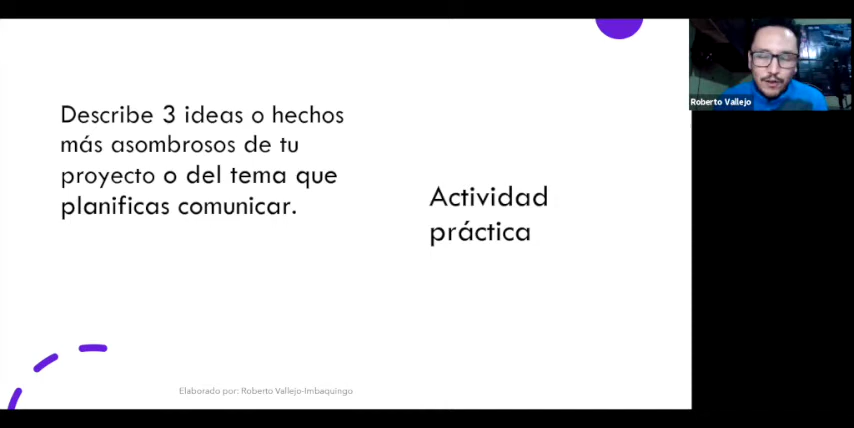 Describe 3 ideas o hechos
más asombrosos de tu
proyecto o del tema que
planificas comunicar.
Actividad
práctica
Elaborado por: Roberto Vallejo-Imbaquingo
Roberto Vallejo